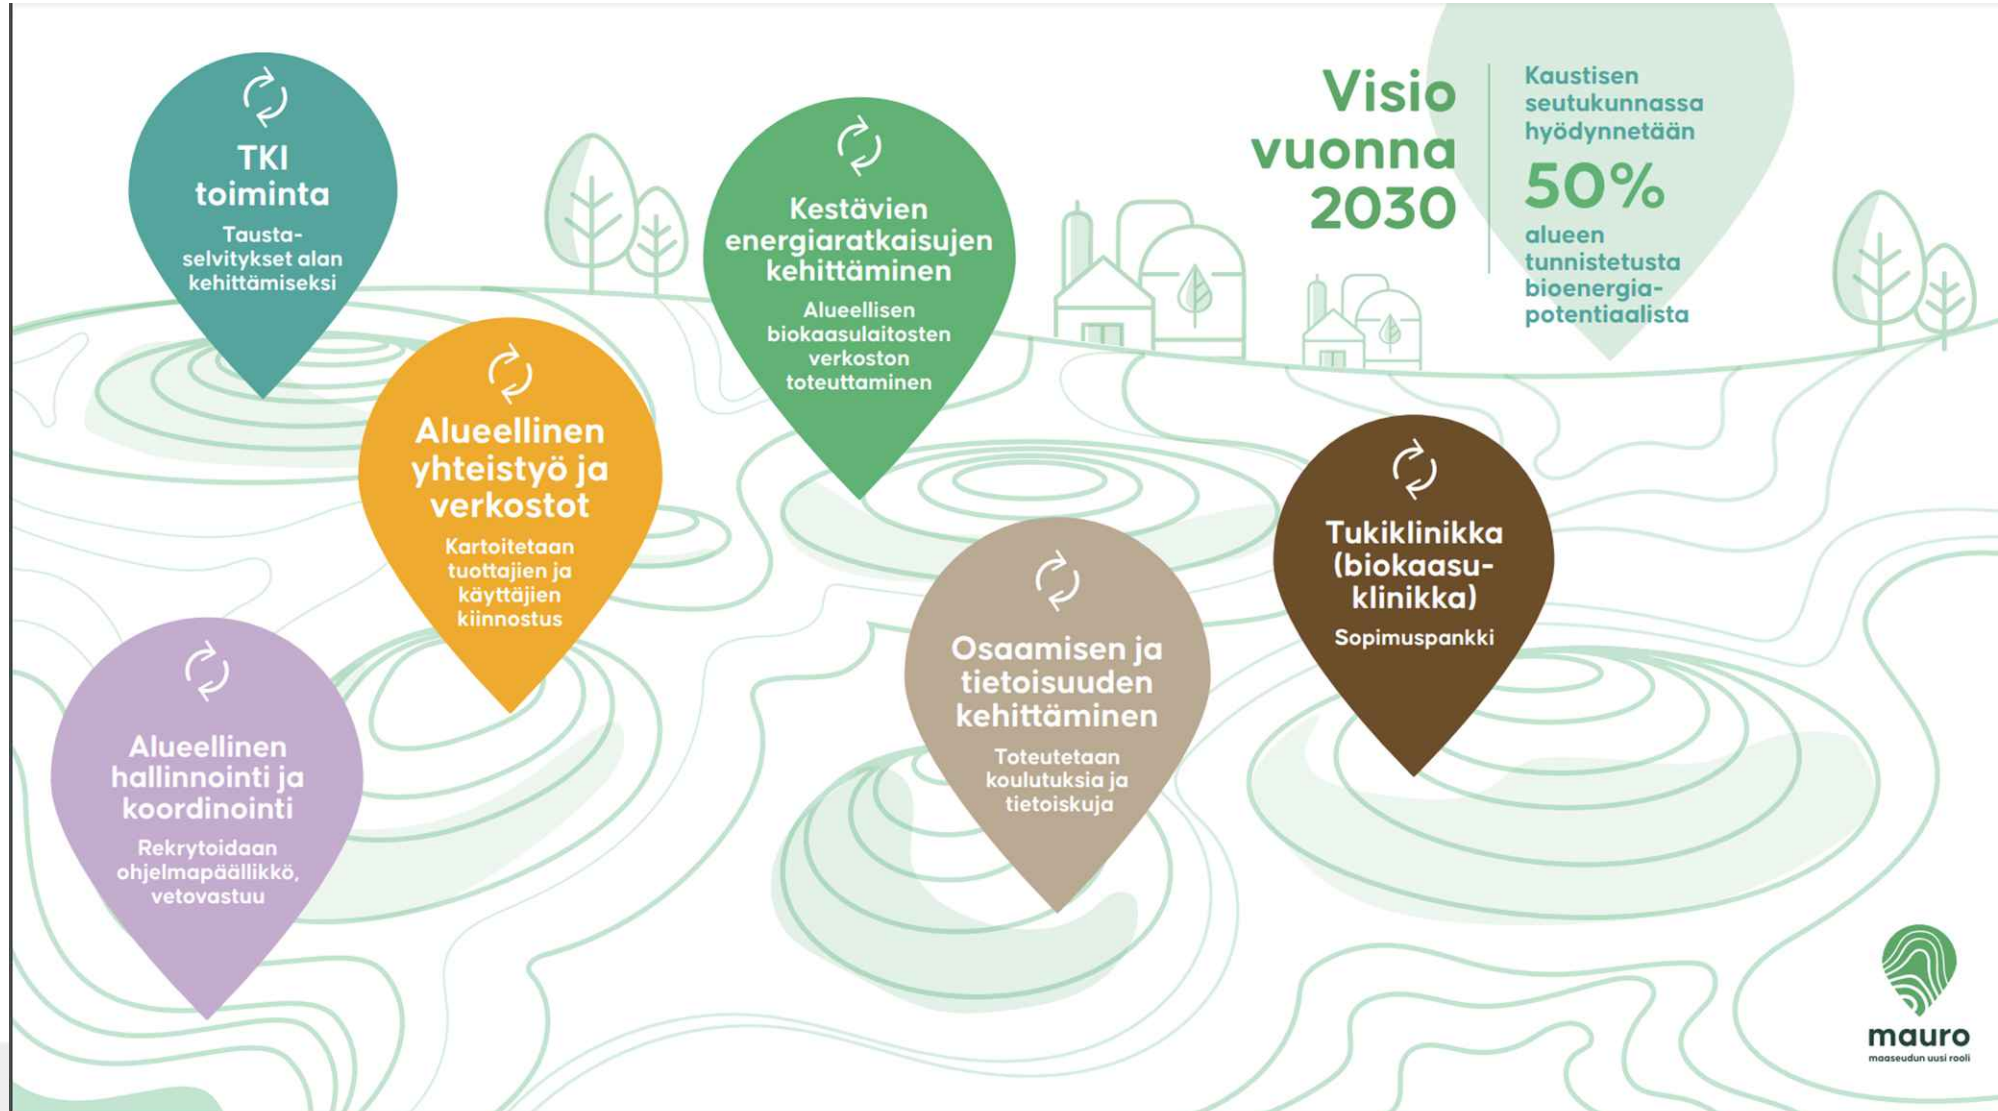 TKI
toiminta
Tausta-
selvitykset alan
kehittämiseksi
Alueellinen
yhteistyö ja
verkostot
Kartoitetaan
tuottajien ja
käyttäjien
kiinnostus
Alueellinen
hallinnointi ja
koordinointi
Rekrytoidaan
ohjelmapäällikkö,
vetovastuu
Kestävien
energiaratkaisujen
kehittäminen
Alueellisen
biokaasulaitosten
verkoston
toteuttaminen
Osaamisen ja
tietoisuuden
kehittäminen
Toteutetaan
koulutuksia ja
tietoiskuja
Tukiklinikka
(biokaasu-
klinikka)
Sopimuspankki
Visio
vuonna
2030
Kaustisen
seutukunnassa
hyödynnetään
50%
alueen
tunnistetusta
bioenergia-
potentiaalista
mauro
maaseudun uusi rooli